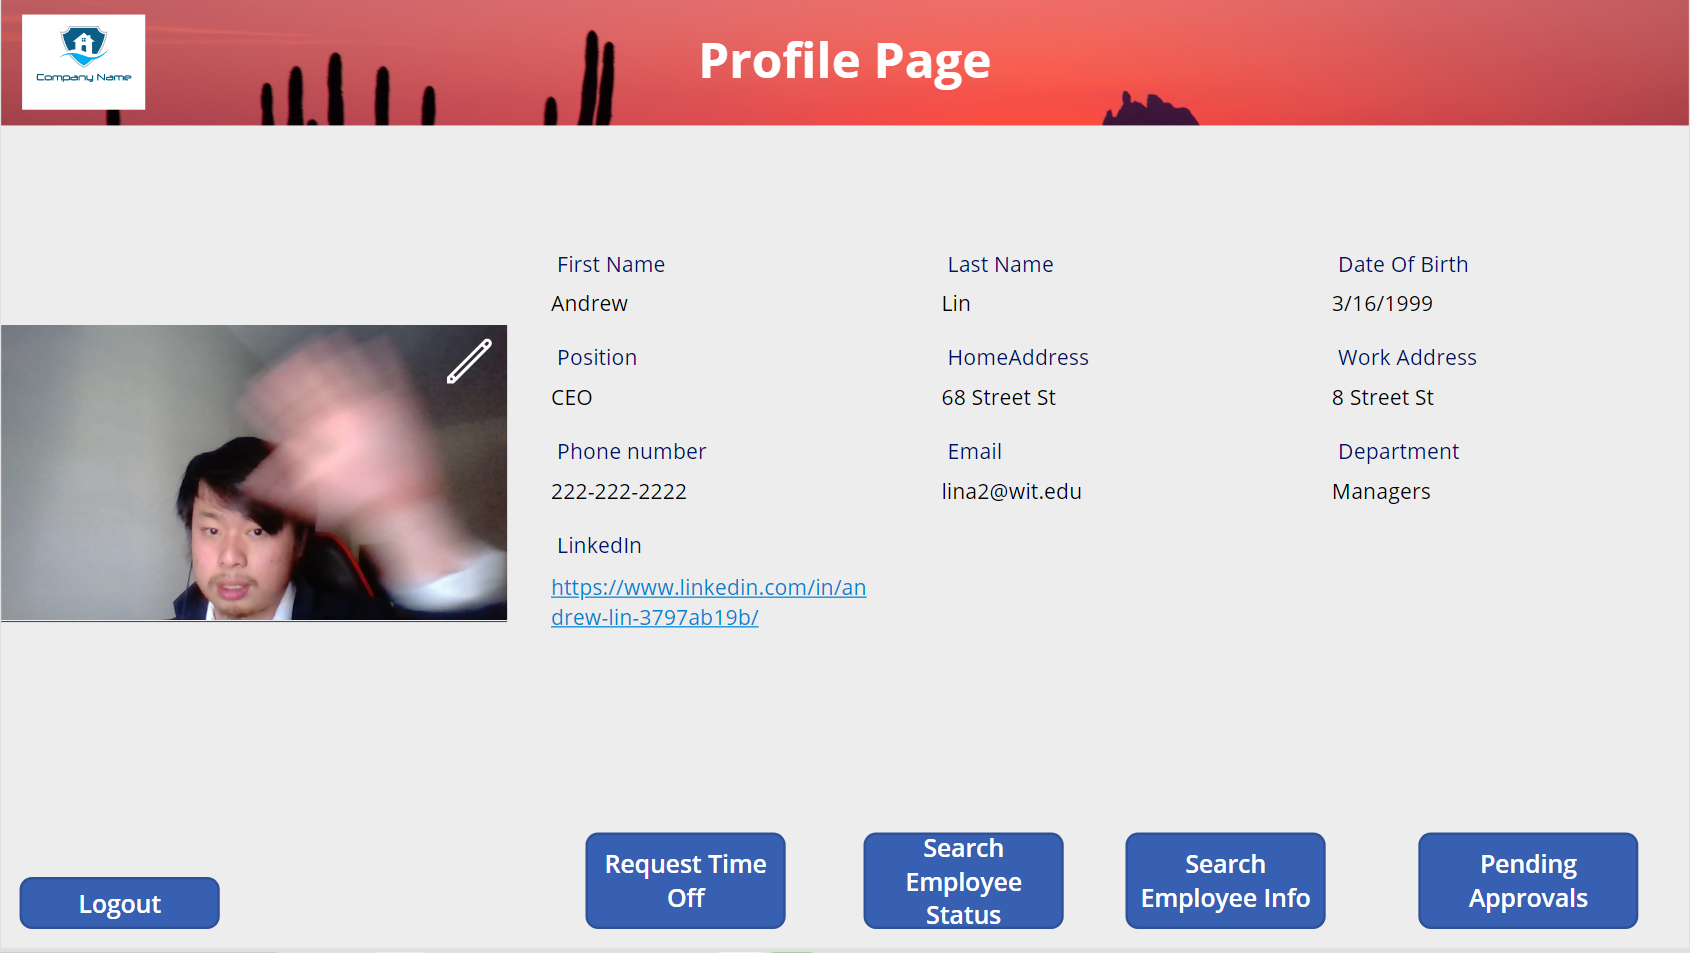 Company Name
Profile Page
First Name
Last Name
Date Of Birth
Andrew
Lin
3/16/1999
Position
HomeAddress
Work Address
CEO
68 Street St
8 Street St
Phone number
Email
Department
222-222-2222
lina2@wit.edu
Managers
LinkedIn
https://www.linkedin.com/in/an
drew-lin-3797ab19b/
Logout
Request Time
Off
Search
Employee
Status
Search
Employee Info
Pending
Approvals